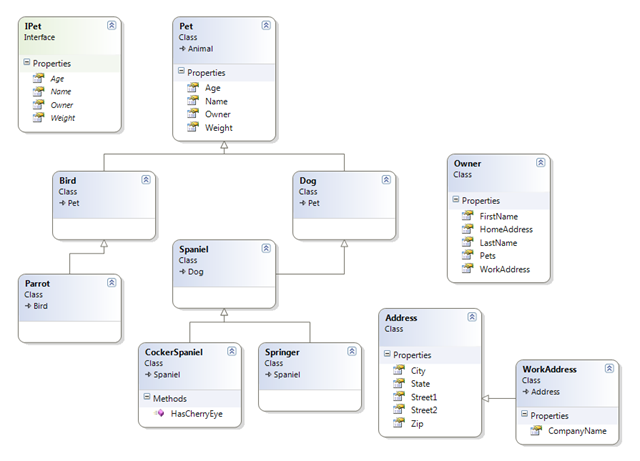 IPet
Interface
Properties
Age
Name
Owner
Weight
Pet
Class
Animal
Properties
Age
Name
Owner
Weight
Bird
Class
Pet
Dog
Class
Pet
Owner
Class
Properties
FirstName
HomeAddress
LastName
Pets
WorkAddress
Spaniel
Class
Dog
Parrot
Class
Bird
CockerSpaniel
Class
Spaniel
Methods
HasCherryEye
Springer
Class
Spaniel
Address
Class
Properties
City
State
Street1
Street2
Zip
WorkAddress
Class
Address
Properties
CompanyName